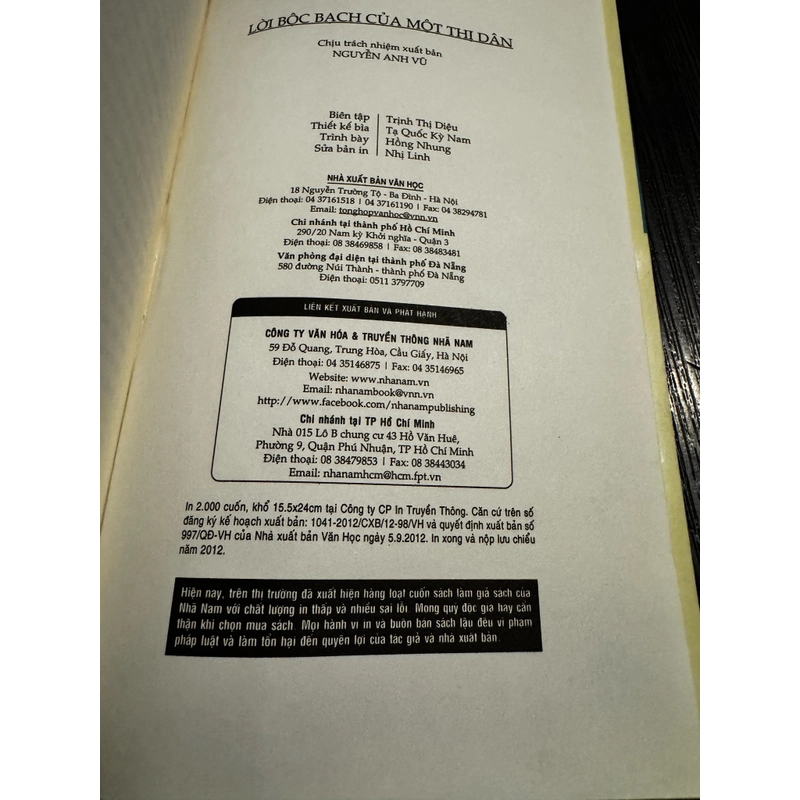 LỜI BỘC BẠCH CỦA MỘT THỊ DÂN
Chịu trách nhiệm xuất bản
NGUYỄN ANH VŨ
Biên tập | Trịnh Thị Diệu
Thiết kế bìa | Tạ Quốc Kỳ Nam
Trình bày | Hồng Nhung
Sửa bản in | Nhị Linh
NHÀ XUẤT BẢN VĂN HỌC
18 Nguyễn Trường Tộ - Ba Đình - Hà Nội
Điện thoại: 04 37161518 | 04 37161190 | Fax: 04 38294781
Email: tonghopvanhoc@vnn.vn
Chi nhánh tại thành phố Hồ Chí Minh
290/20 Nam kỳ Khởi nghĩa - Quận 3
Điện thoại: 08 38469858 | Fax: 08 38483481
Văn phòng đại diện tại thành phố Đà Nẵng
580 đường Núi Thành - thành phố Đà Nẵng
Điện thoại: 0511 3797709
LIÊN KẾT XUẤT BẢN VÀ PHÁT HÀNH
CÔNG TY VĂN HÓA & TRUYỀN THÔNG NHÃ NAM
59 Đỗ Quang, Trung Hòa, Cầu Giấy, Hà Nội
Điện thoại: 04 35146875 | Fax: 04 35146965
Website: www.nhanam.vn
Email: nhanambook@vnn.vn
http://www.facebook.com/nhanampublishing
Chi nhánh tại TP Hồ Chí Minh
Nhà 015 Lô B chung cư 43 Hồ Văn Huê,
Phường 9, Quận Phú Nhuận, TP Hồ Chí Minh
Điện thoại: 08 38479853 | Fax: 08 38443034
Email: nhanamhcm@hcm.fpt.vn
In 2.000 cuốn, khổ 15.5x24cm tại Công ty CP In Truyền Thông. Căn cứ trên số
đăng ký kế hoạch xuất bản: 1041-2012/CXB/12-98/VH và quyết định xuất bản số
997/QĐ-VH của Nhà xuất bản Văn Học ngày 5.9.2012. In xong và nộp lưu chiểu
năm 2012.
Hiện nay, trên thị trường đã xuất hiện hàng loạt cuốn sách làm giả sách của
Nhã Nam với chất lượng in thấp và nhiều sai lỗi. Mong quý độc giả hãy cẩn
thận khi chọn mua sách. Mọi hành vi in và buôn bán sách lậu đều vi phạm
pháp luật và làm tổn hại đến quyền lợi của tác giả và nhà xuất bản.